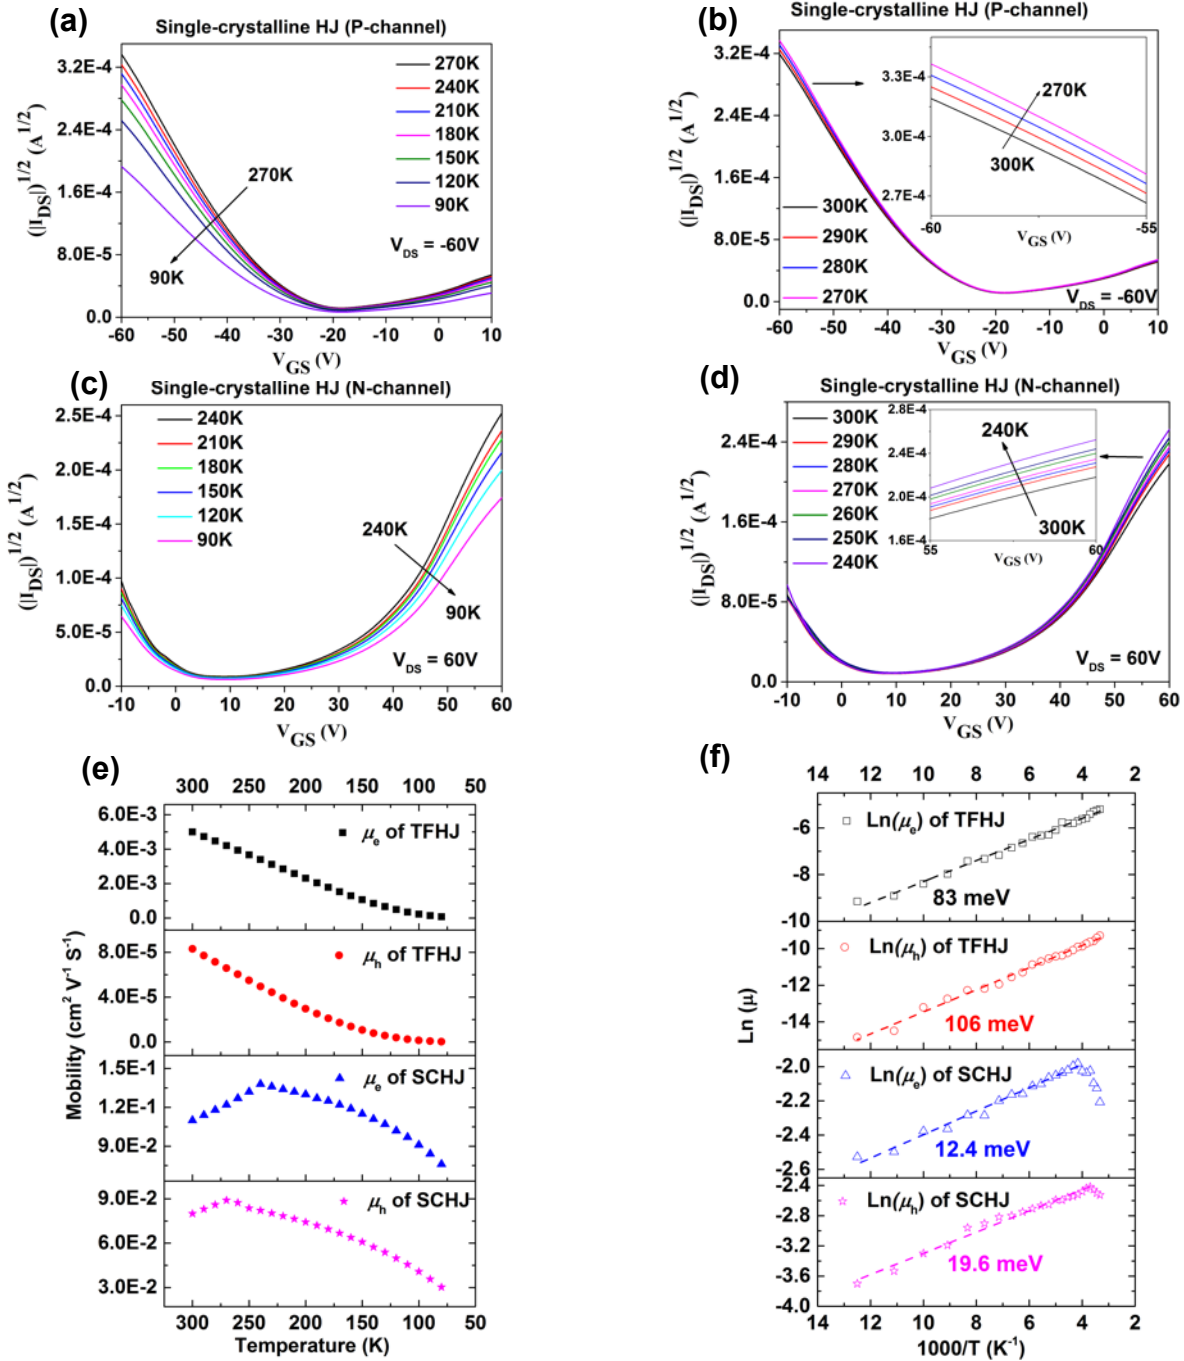 (a)
Single-crystalline HJ (P-channel)
(|I_DS|)^1/2 (A^1/2)
3.2E-4
2.4E-4
1.6E-4
8.0E-5
0.0
270K
240K
210K
180K
150K
120K
90K
270K
90K
V_DS = -60V
-60 -50 -40 -30 -20 -10 0 10
V_GS (V)
(b)
Single-crystalline HJ (P-channel)
(|I_DS|)^1/2 (A^1/2)
3.2E-4
2.4E-4
1.6E-4
8.0E-5
0.0
3.3E-4
3.0E-4
2.7E-4
270K
300K
-60 -55
V_GS (V)
300K
290K
280K
270K
V_DS = -60V
-60 -50 -40 -30 -20 -10 0 10
V_GS (V)
(c)
Single-crystalline HJ (N-channel)
(|I_DS|)^1/2 (A^1/2)
2.5E-4
2.0E-4
1.5E-4
1.0E-4
5.0E-5
0.0
240K
210K
180K
150K
120K
90K
240K
90K
V_DS = 60V
-10 0 10 20 30 40 50 60
V_GS (V)
(d)
Single-crystalline HJ (N-channel)
(|I_DS|)^1/2 (A^1/2)
2.4E-4
1.6E-4
8.0E-5
0.0
300K
290K
280K
270K
260K
250K
240K
2.8E-4
2.4E-4
2.0E-4
1.6E-4
240K
300K
55 60
V_GS (V)
V_DS = 60V
-10 0 10 20 30 40 50 60
V_GS (V)
(e)
300 250 200 150 100 50
Mobility (cm² V⁻¹ S⁻¹)
6.0E-3
4.0E-3
2.0E-3
0.0
μ_e of TFHJ
8.0E-5
4.0E-5
0.0
μ_h of TFHJ
1.5E-1
1.2E-1
9.0E-2
μ_e of SCHJ
9.0E-2
6.0E-2
3.0E-2
μ_h of SCHJ
300 250 200 150 100 50
Temperature (K)
(f)
14 12 10 8 6 4 2
Ln (μ)
-6
-8
-10
Ln(μ_e) of TFHJ
83 meV
-10
-12
-14
Ln(μ_h) of TFHJ
106 meV
-2.0
-2.2
-2.4
-2.6
Ln(μ_e) of SCHJ
12.4 meV
-2.4
-2.8
-3.2
-3.6
-4.0
Ln(μ_h) of SCHJ
19.6 meV
14 12 10 8 6 4 2
1000/T (K⁻¹)